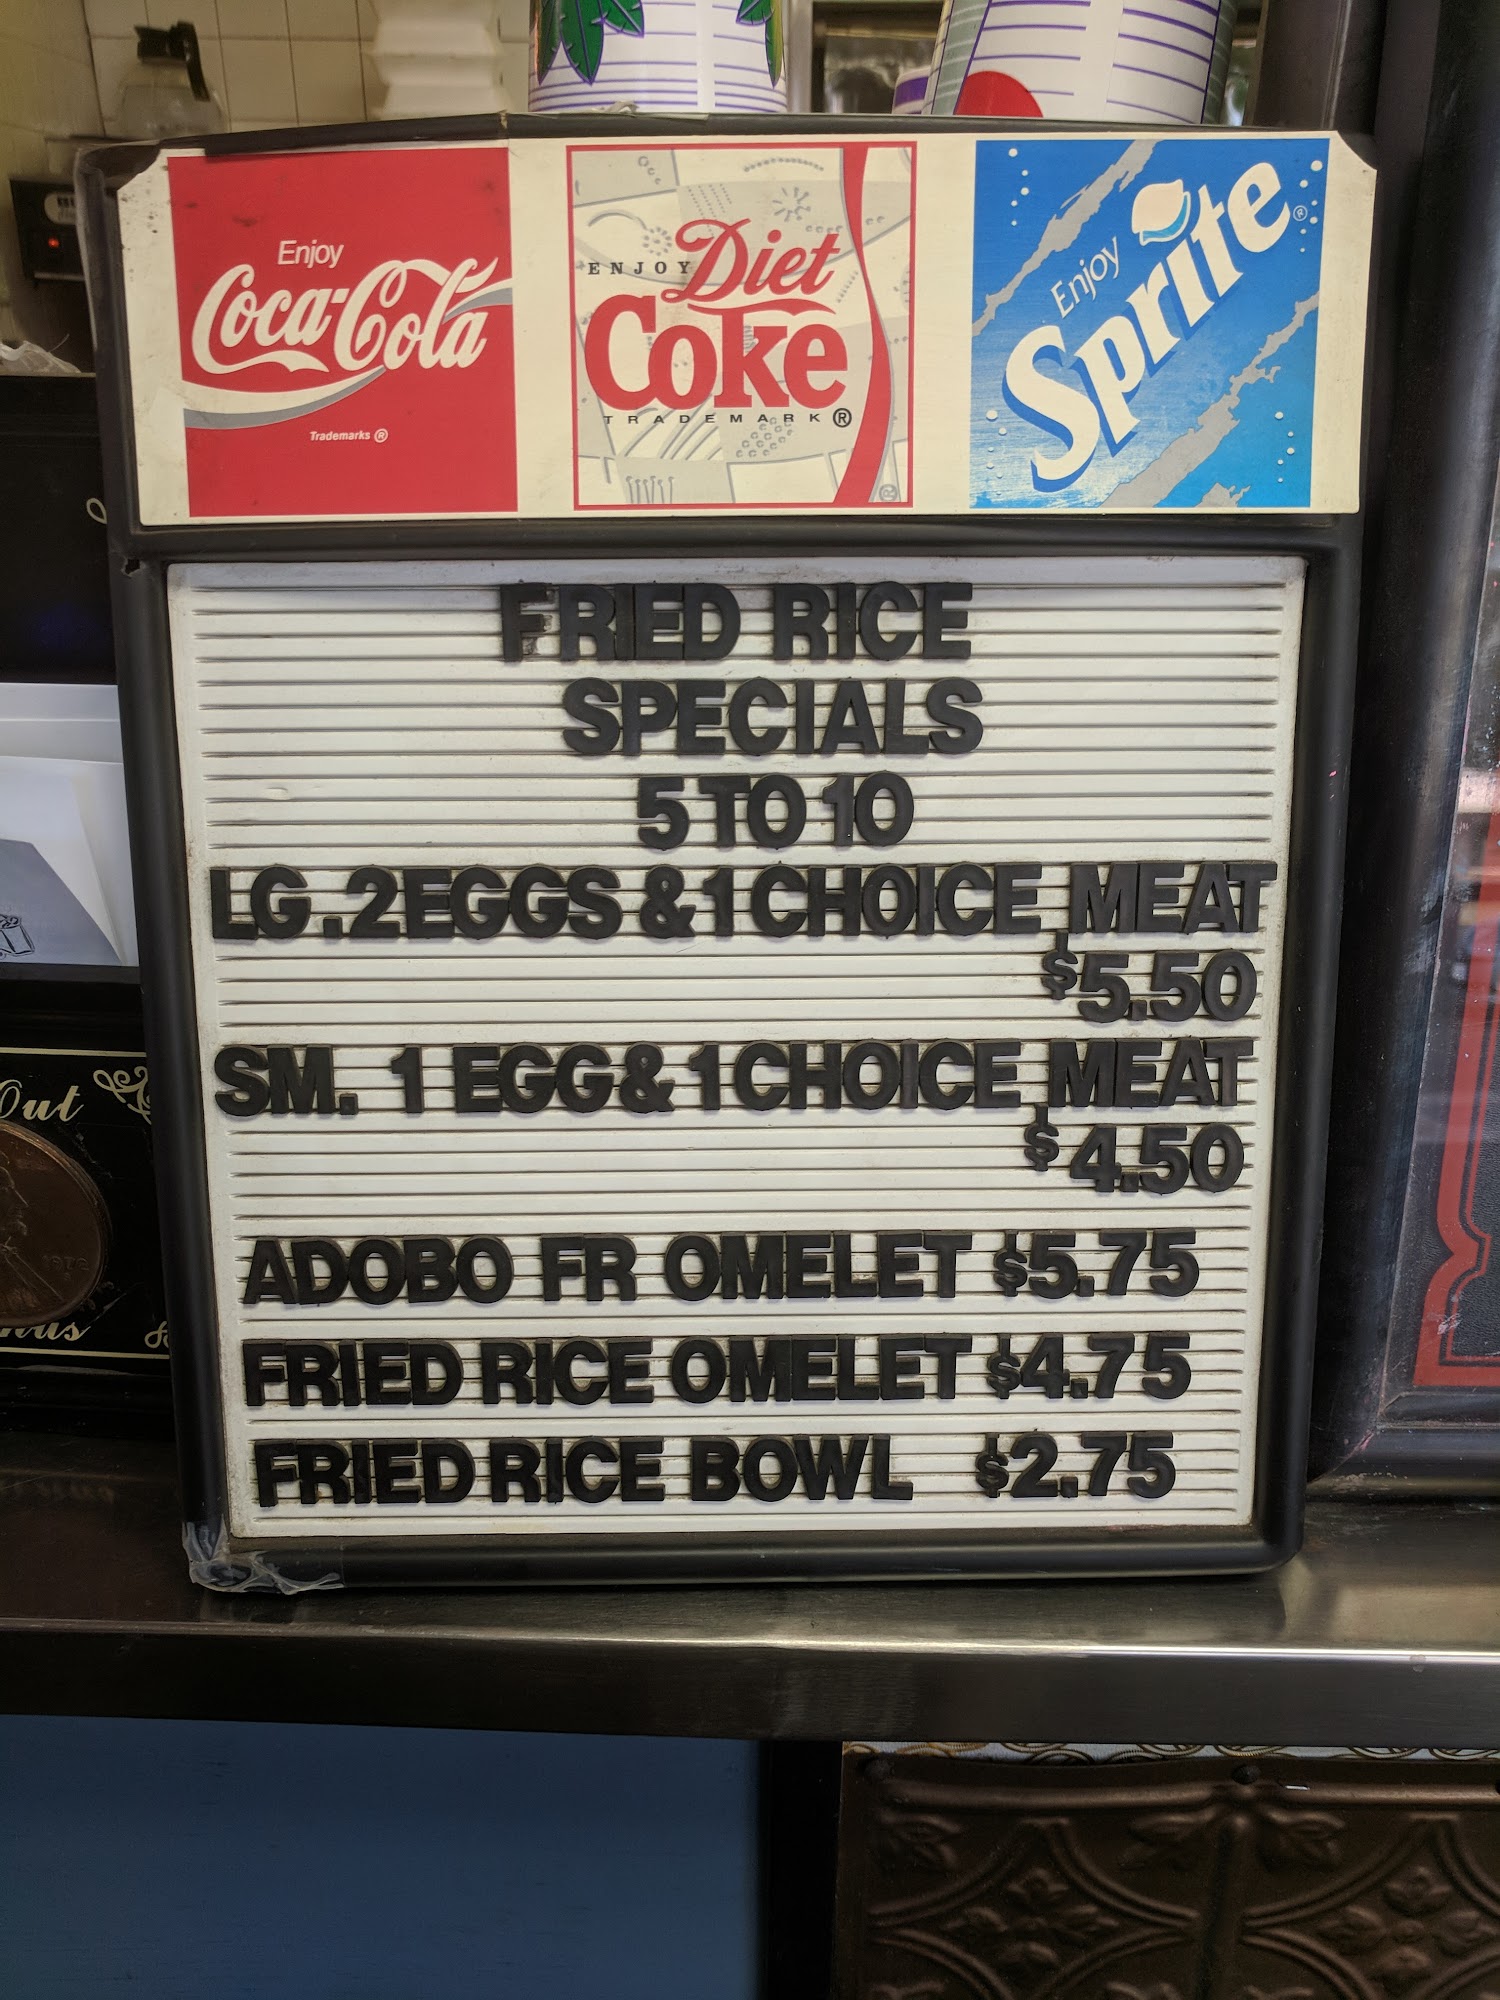 Enjoy
Coca-Cola
Trademarks ®
ENJOY Diet
Coke
TRADEMARK ®
Enjoy
Sprite ®
FRIED RICE
SPECIALS
5 TO 10
LG. 2 EGGS & 1 CHOICE MEAT
$5.50
SM. 1 EGG & 1 CHOICE MEAT
$4.50
ADOBO FR OMELET $5.75
FRIED RICE OMELET $4.75
FRIED RICE BOWL $2.75
Out